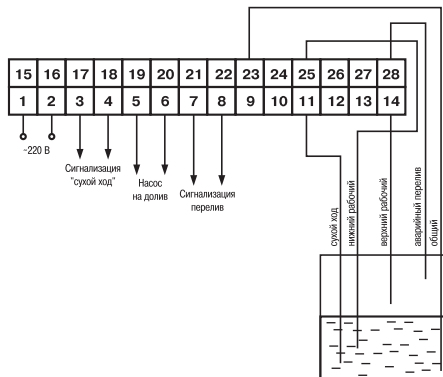 15 16 17 18 19 20 21 22 23 24 25 26 27 28
1 2 3 4 5 6 7 8 9 10 11 12 13 14
~220 В
Сигнализация
"сухой ход"
Насос
на долив
Сигнализация
перелив
сухой ход
нижний рабочий
верхний рабочий
аварийный перелив
общий